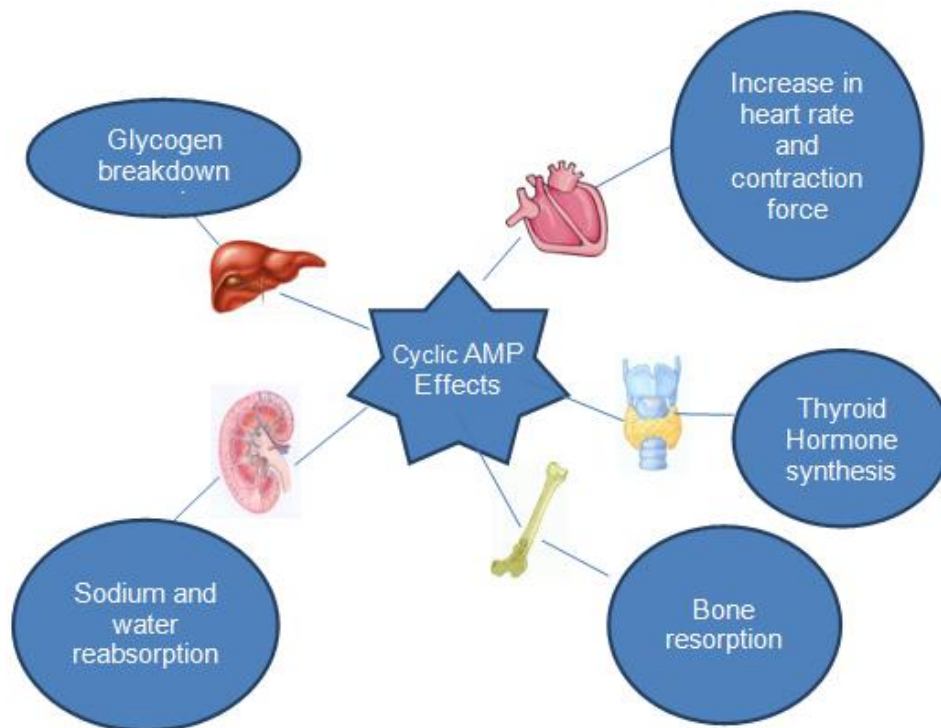 Glycogen
breakdown
.
Increase in
heart rate
and
contraction
force
Cyclic AMP
Effects
Thyroid
Hormone
synthesis
Sodium and
water
reabsorption
Bone
resorption